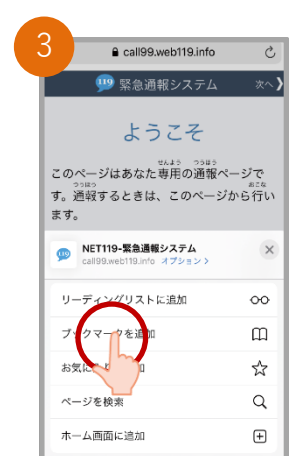 3
call99.web119.info
119 緊急通報システム 次へ
ようこそ
せんよう つうほう
このページはあなた専用の通報ページで
つうほう おこな
す。通報するときは、このページから行い
ます。
119 NET119-緊急通報システム
call99.web119.info オプション
リーディングリストに追加
ブックマークを追加
お気に
ページを検索
ホーム画面に追加